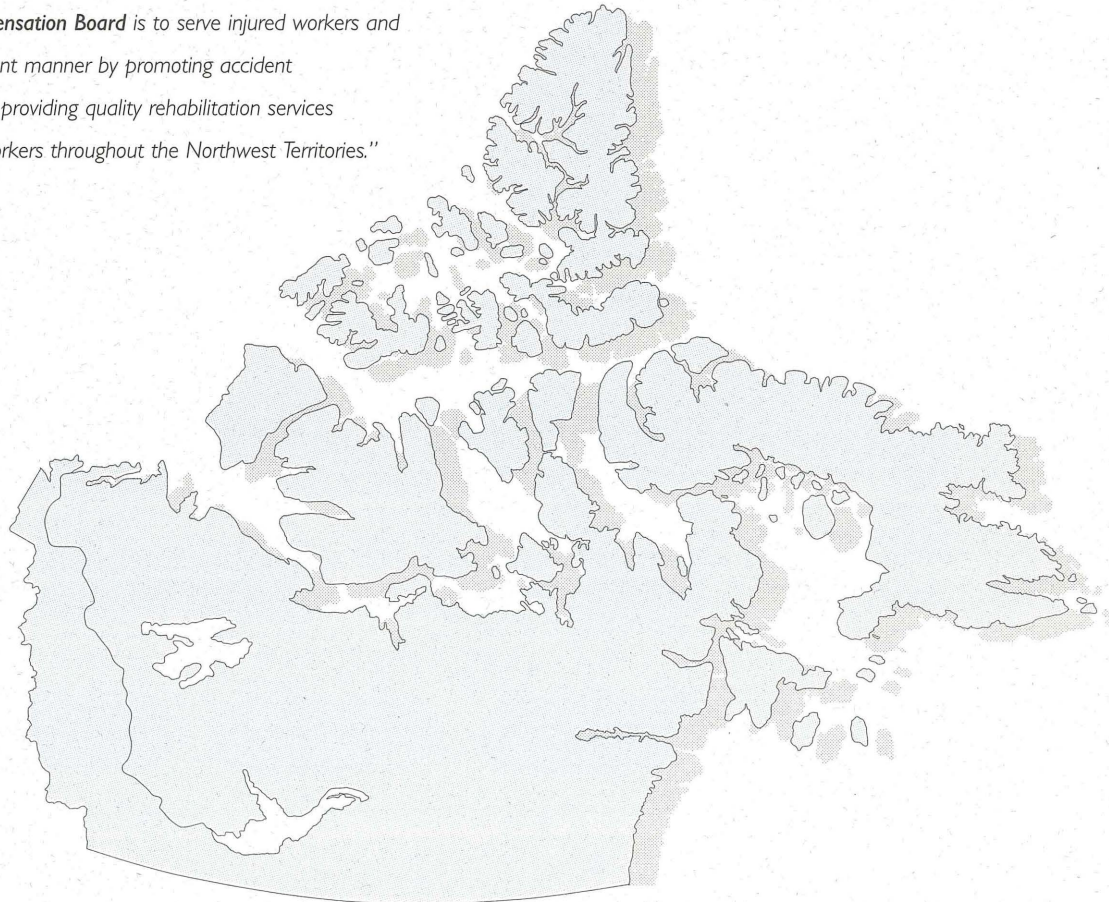 ensation Board is to serve injured workers and
nt manner by promoting accident
providing quality rehabilitation services
rkers throughout the Northwest Territories.”